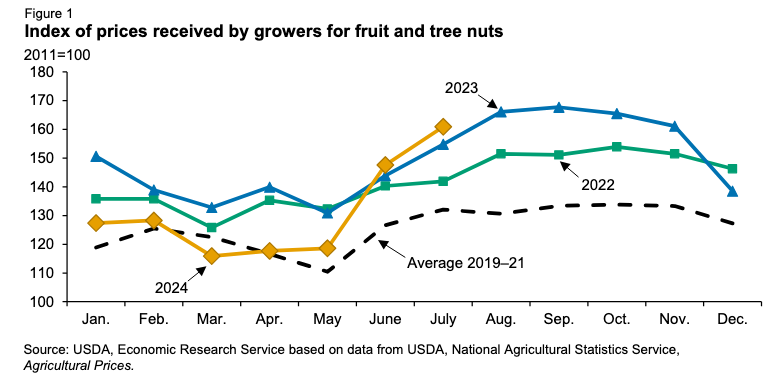 Figure 1
Index of prices received by growers for fruit and tree nuts
2011=100
180
170
160
150
140
130
120
110
100
2023
2022
Average 2019–21
2024
Jan. Feb. Mar. Apr. May June July Aug. Sep. Oct. Nov. Dec.
Source: USDA, Economic Research Service based on data from USDA, National Agricultural Statistics Service,
Agricultural Prices.